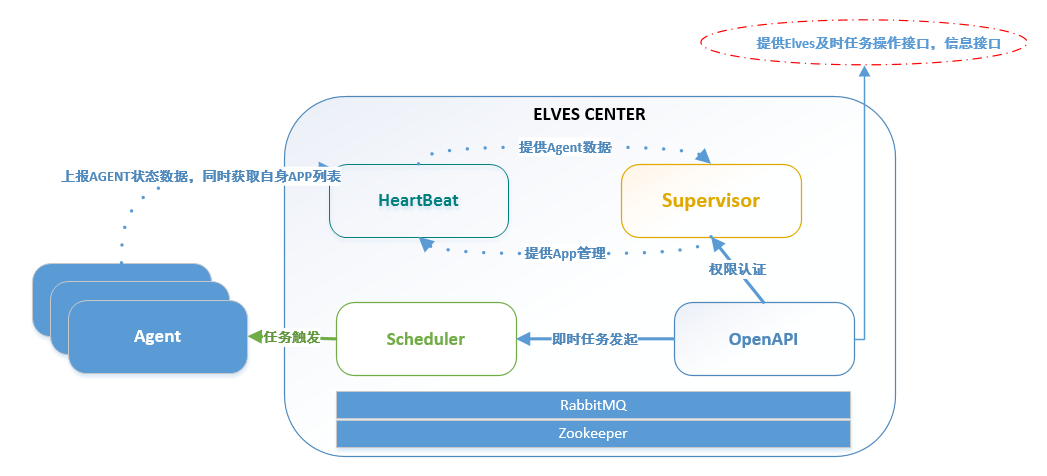 提供Elves及时任务操作接口，信息接口
ELVES CENTER
提供Agent数据
上报AGENT状态数据，同时获取自身APP列表
HeartBeat
Supervisor
提供App管理
权限认证
Agent
任务触发
Scheduler
即时任务发起
OpenAPI
RabbitMQ
Zookeeper